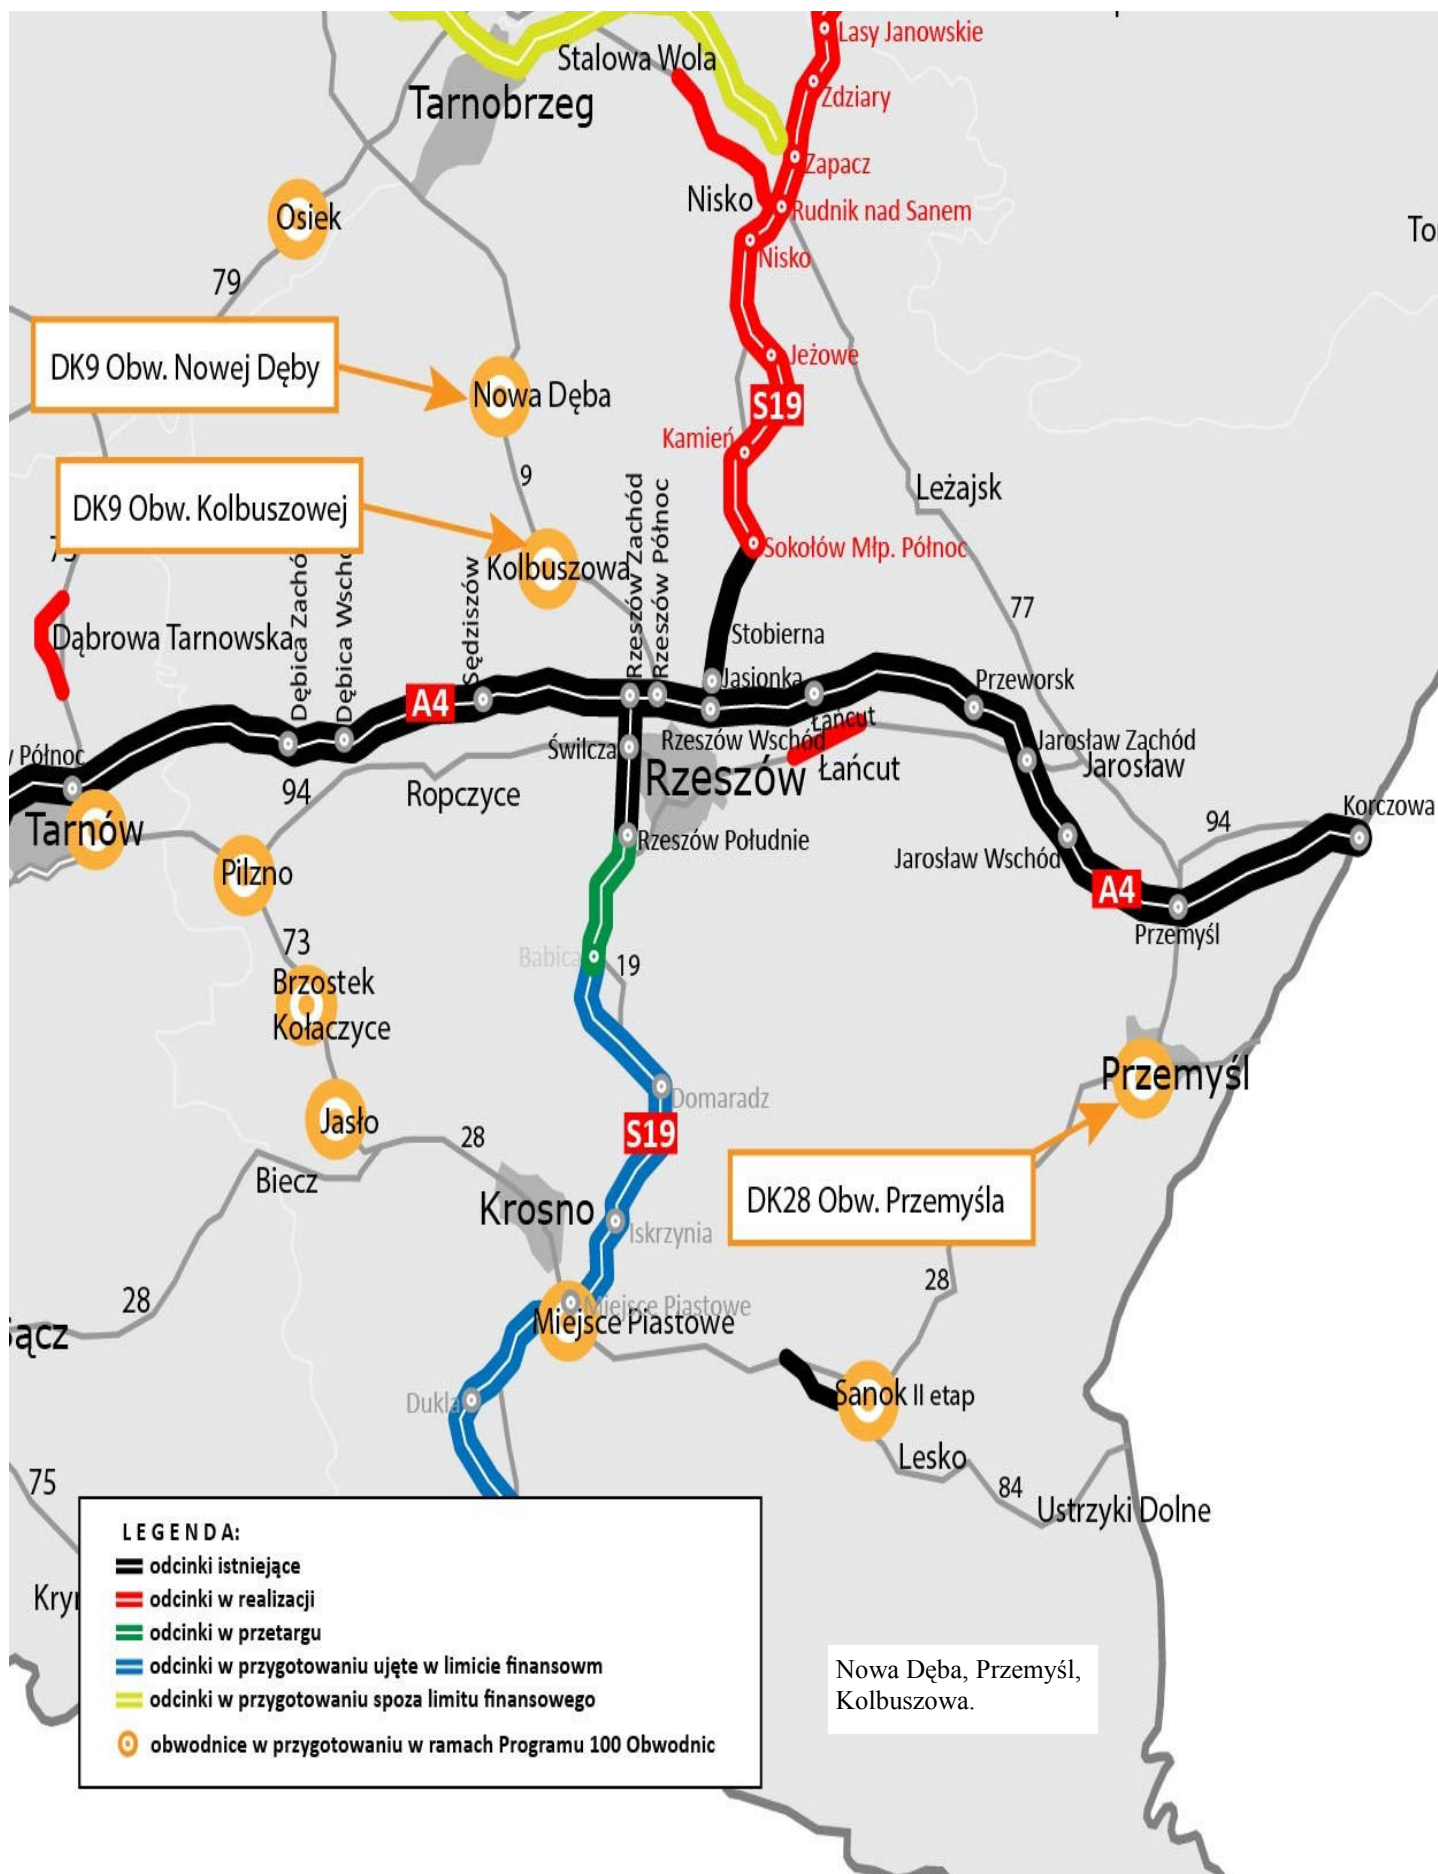 Lasy Janowskie
Stalowa Wola
Zdziary
Tarnobrzeg
Zapacz
Nisko
Rudnik nad Sanem
Osiek
Nisko
79
DK9 Obw. Nowej Dęby
Jeżowe
Nowa Dęba
S19
Kamień
9
DK9 Obw. Kolbuszowej
Leżajsk
Rzeszów Zachód
Rzeszów Północ
Sokołów Młp. Północ
Kolbuszowa
Sędziszów
77
Dąbrowa Tarnowska
Stobierna
Jasionka
Przeworsk
A4
Łańcut
Świlcza
Rzeszów Wschód
Jarosław Zachód
Jarosław
Łańcut
Rzeszów
94
Ropczyce
Korczowa
Tarnów
94
Rzeszów Południe
Jarosław Wschód
Pilzno
A4
Przemyśl
73
Babica
19
Brzostek
Kołaczyce
Przemyśl
Domaradz
Jasło
28
S19
Biecz
DK28 Obw. Przemyśla
Krosno
Iskrzynia
28
28
Miejsce Piastowe
Miejsce Piastowe
Dukla
Sanok II etap
Lesko
75
84
Ustrzyki Dolne
LEGENDA:
odcinki istniejące
odcinki w realizacji
odcinki w przetargu
odcinki w przygotowaniu ujęte w limicie finansowm
odcinki w przygotowaniu spoza limitu finansowego
obwodnice w przygotowaniu w ramach Programu 100 Obwodnic
Nowa Dęba, Przemyśl,
Kolbuszowa.